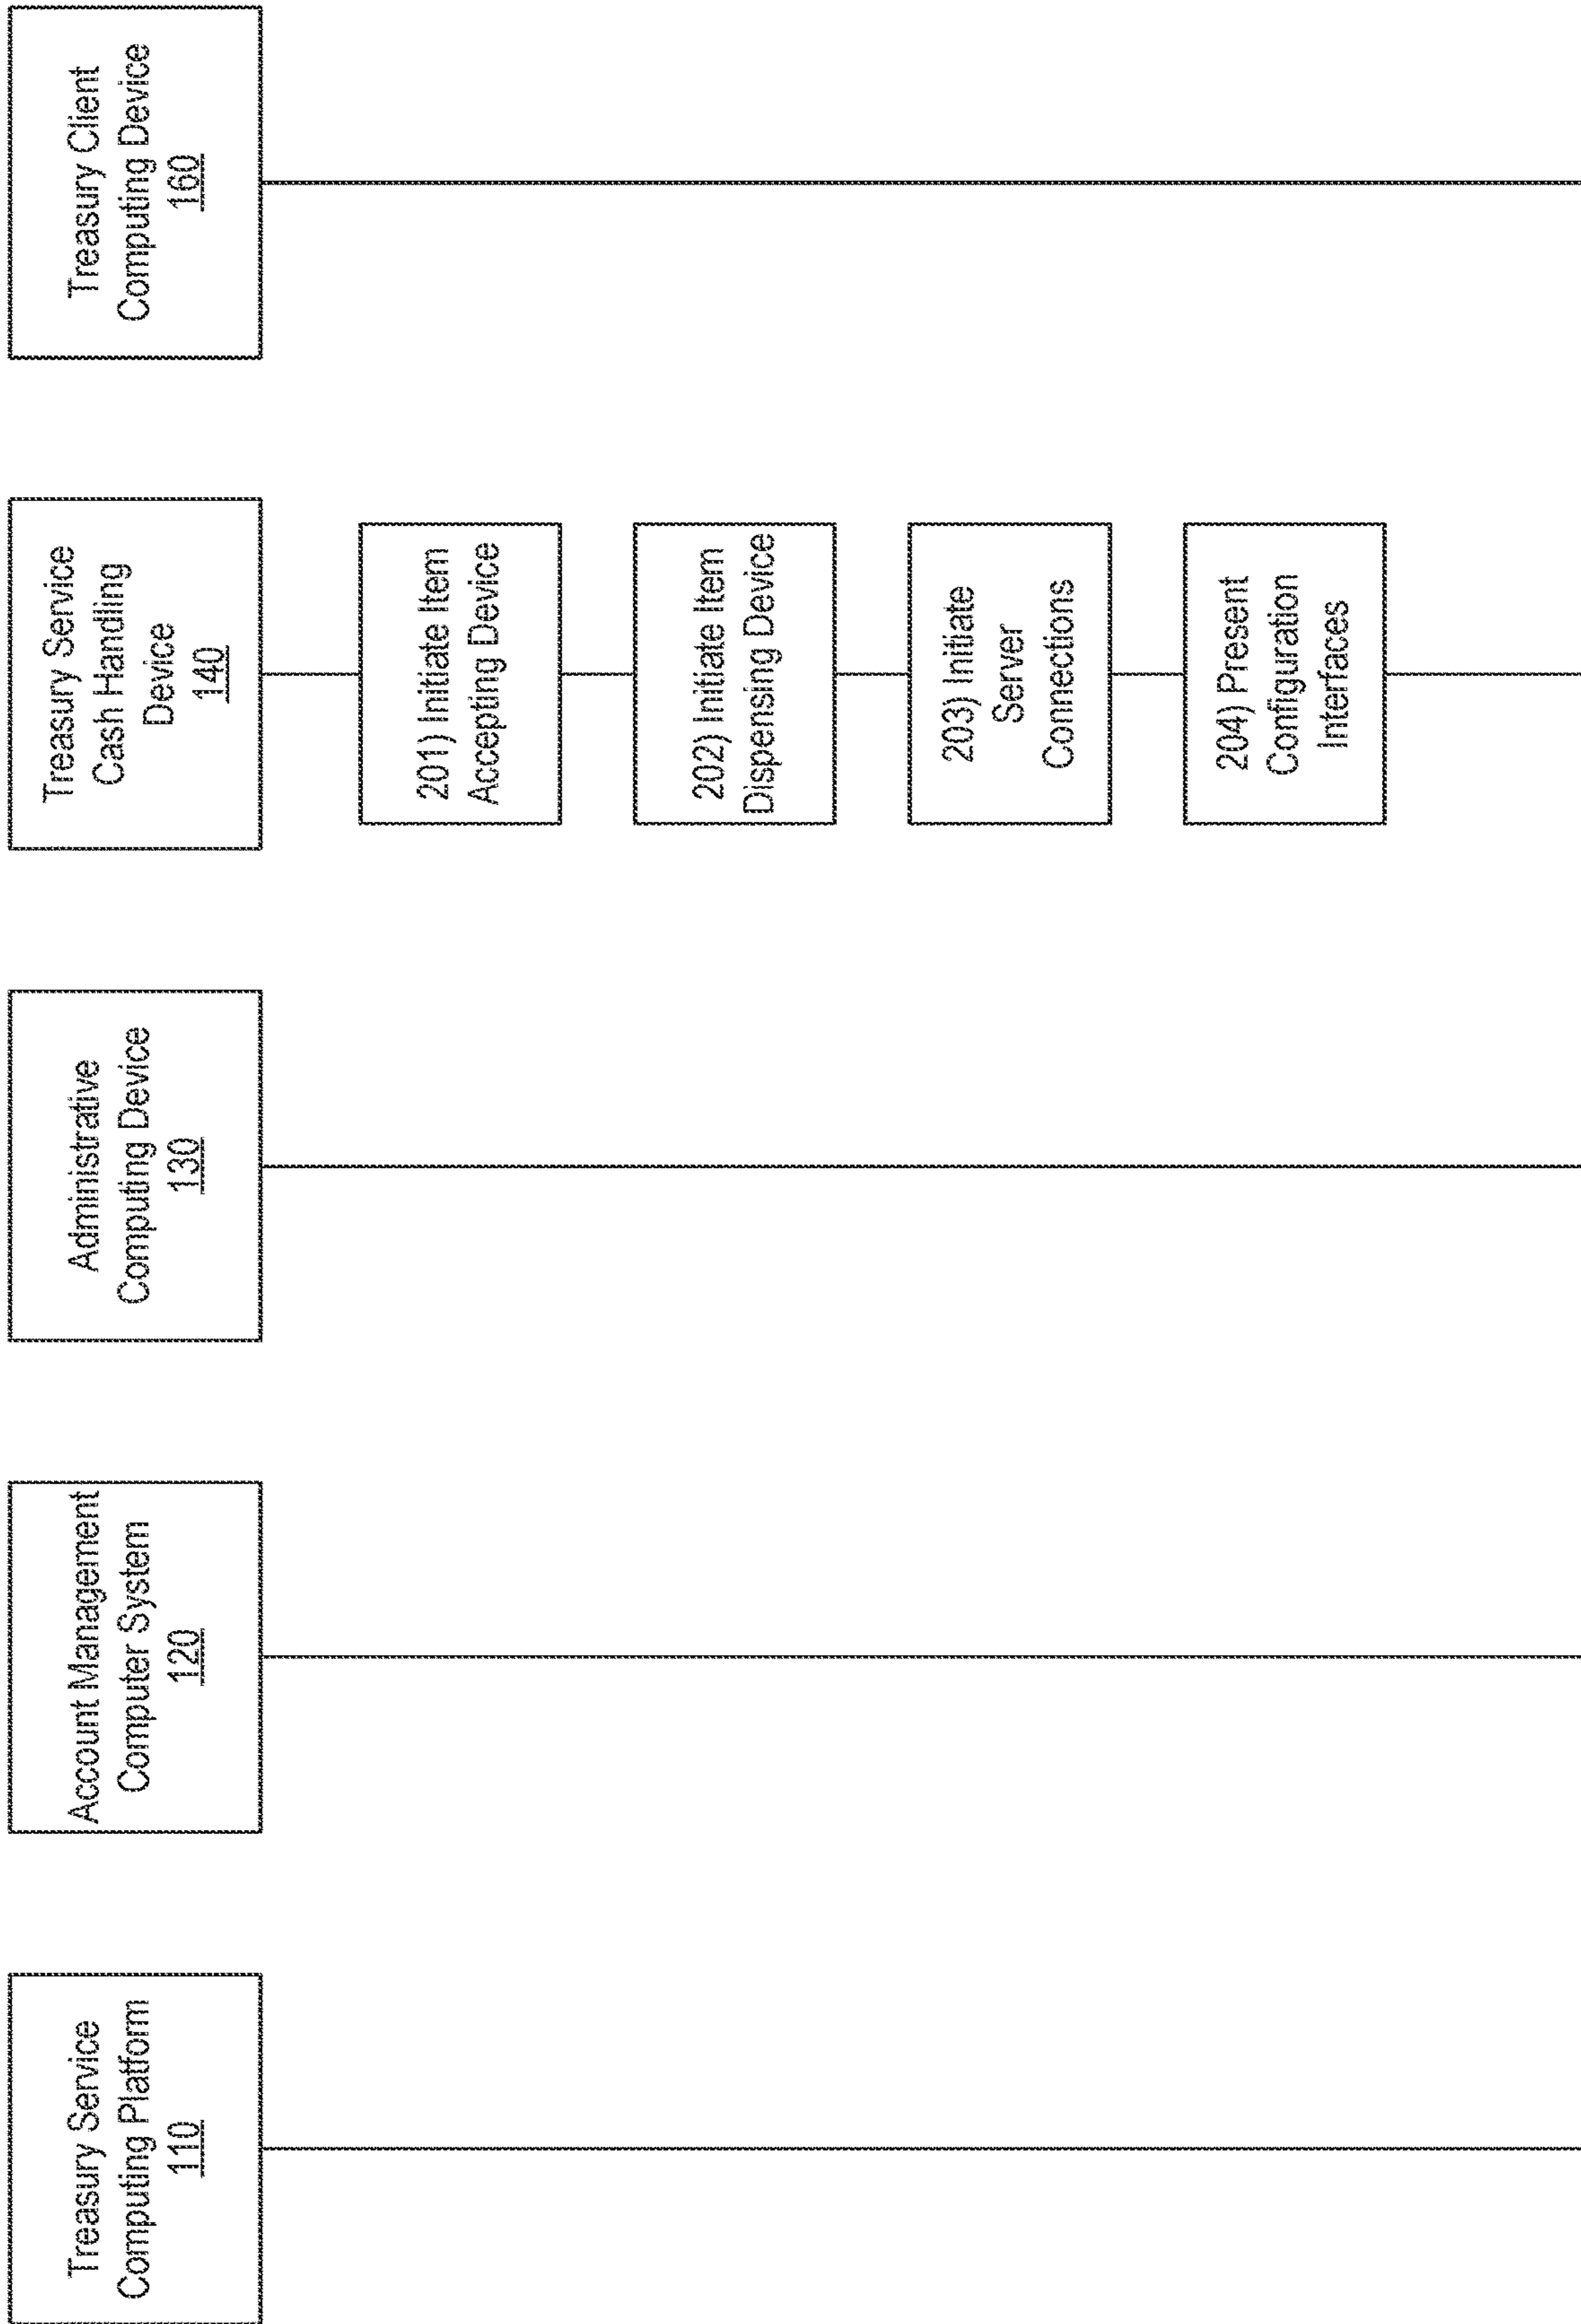 Treasury Service
Computing Platform
110
Account Management
Computer System
120
Administrative
Computing Device
130
Treasury Service
Cash Handling
Device
140
Treasury Client
Computing Device
160
201) Initiate Item
Accepting Device
202) Initiate Item
Dispensing Device
203) Initiate
Server
Connections
204) Present
Configuration
Interfaces